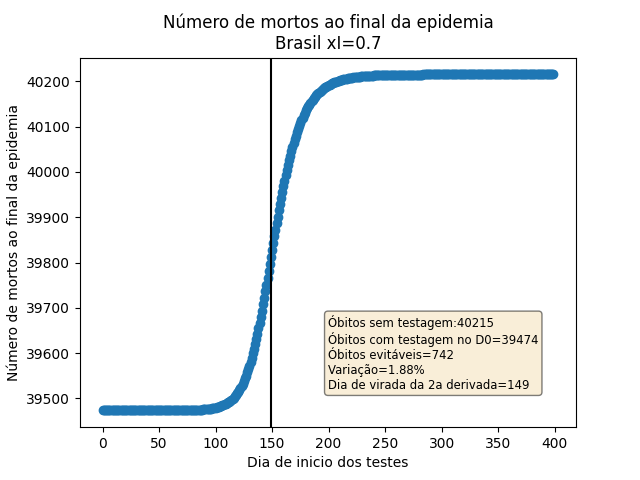 Número de mortos ao final da epidemia
Brasil xI=0.7
Número de mortos ao final da epidemia
40200
40100
40000
39900
39800
39700
39600
39500
Óbitos sem testagem:40215
Óbitos com testagem no D0=39474
Óbitos evitáveis=742
Variação=1.88%
Dia de virada da 2a derivada=149
0 50 100 150 200 250 300 350 400
Dia de inicio dos testes